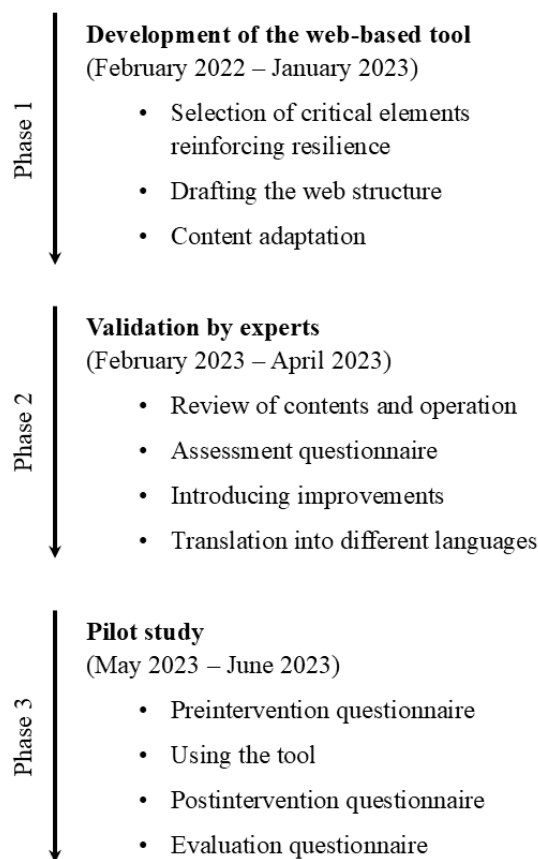 Phase 1
Development of the web-based tool
(February 2022 – January 2023)
• Selection of critical elements
reinforcing resilience
• Drafting the web structure
• Content adaptation
Phase 2
Validation by experts
(February 2023 – April 2023)
• Review of contents and operation
• Assessment questionnaire
• Introducing improvements
• Translation into different languages
Phase 3
Pilot study
(May 2023 – June 2023)
• Preintervention questionnaire
• Using the tool
• Postintervention questionnaire
• Evaluation questionnaire